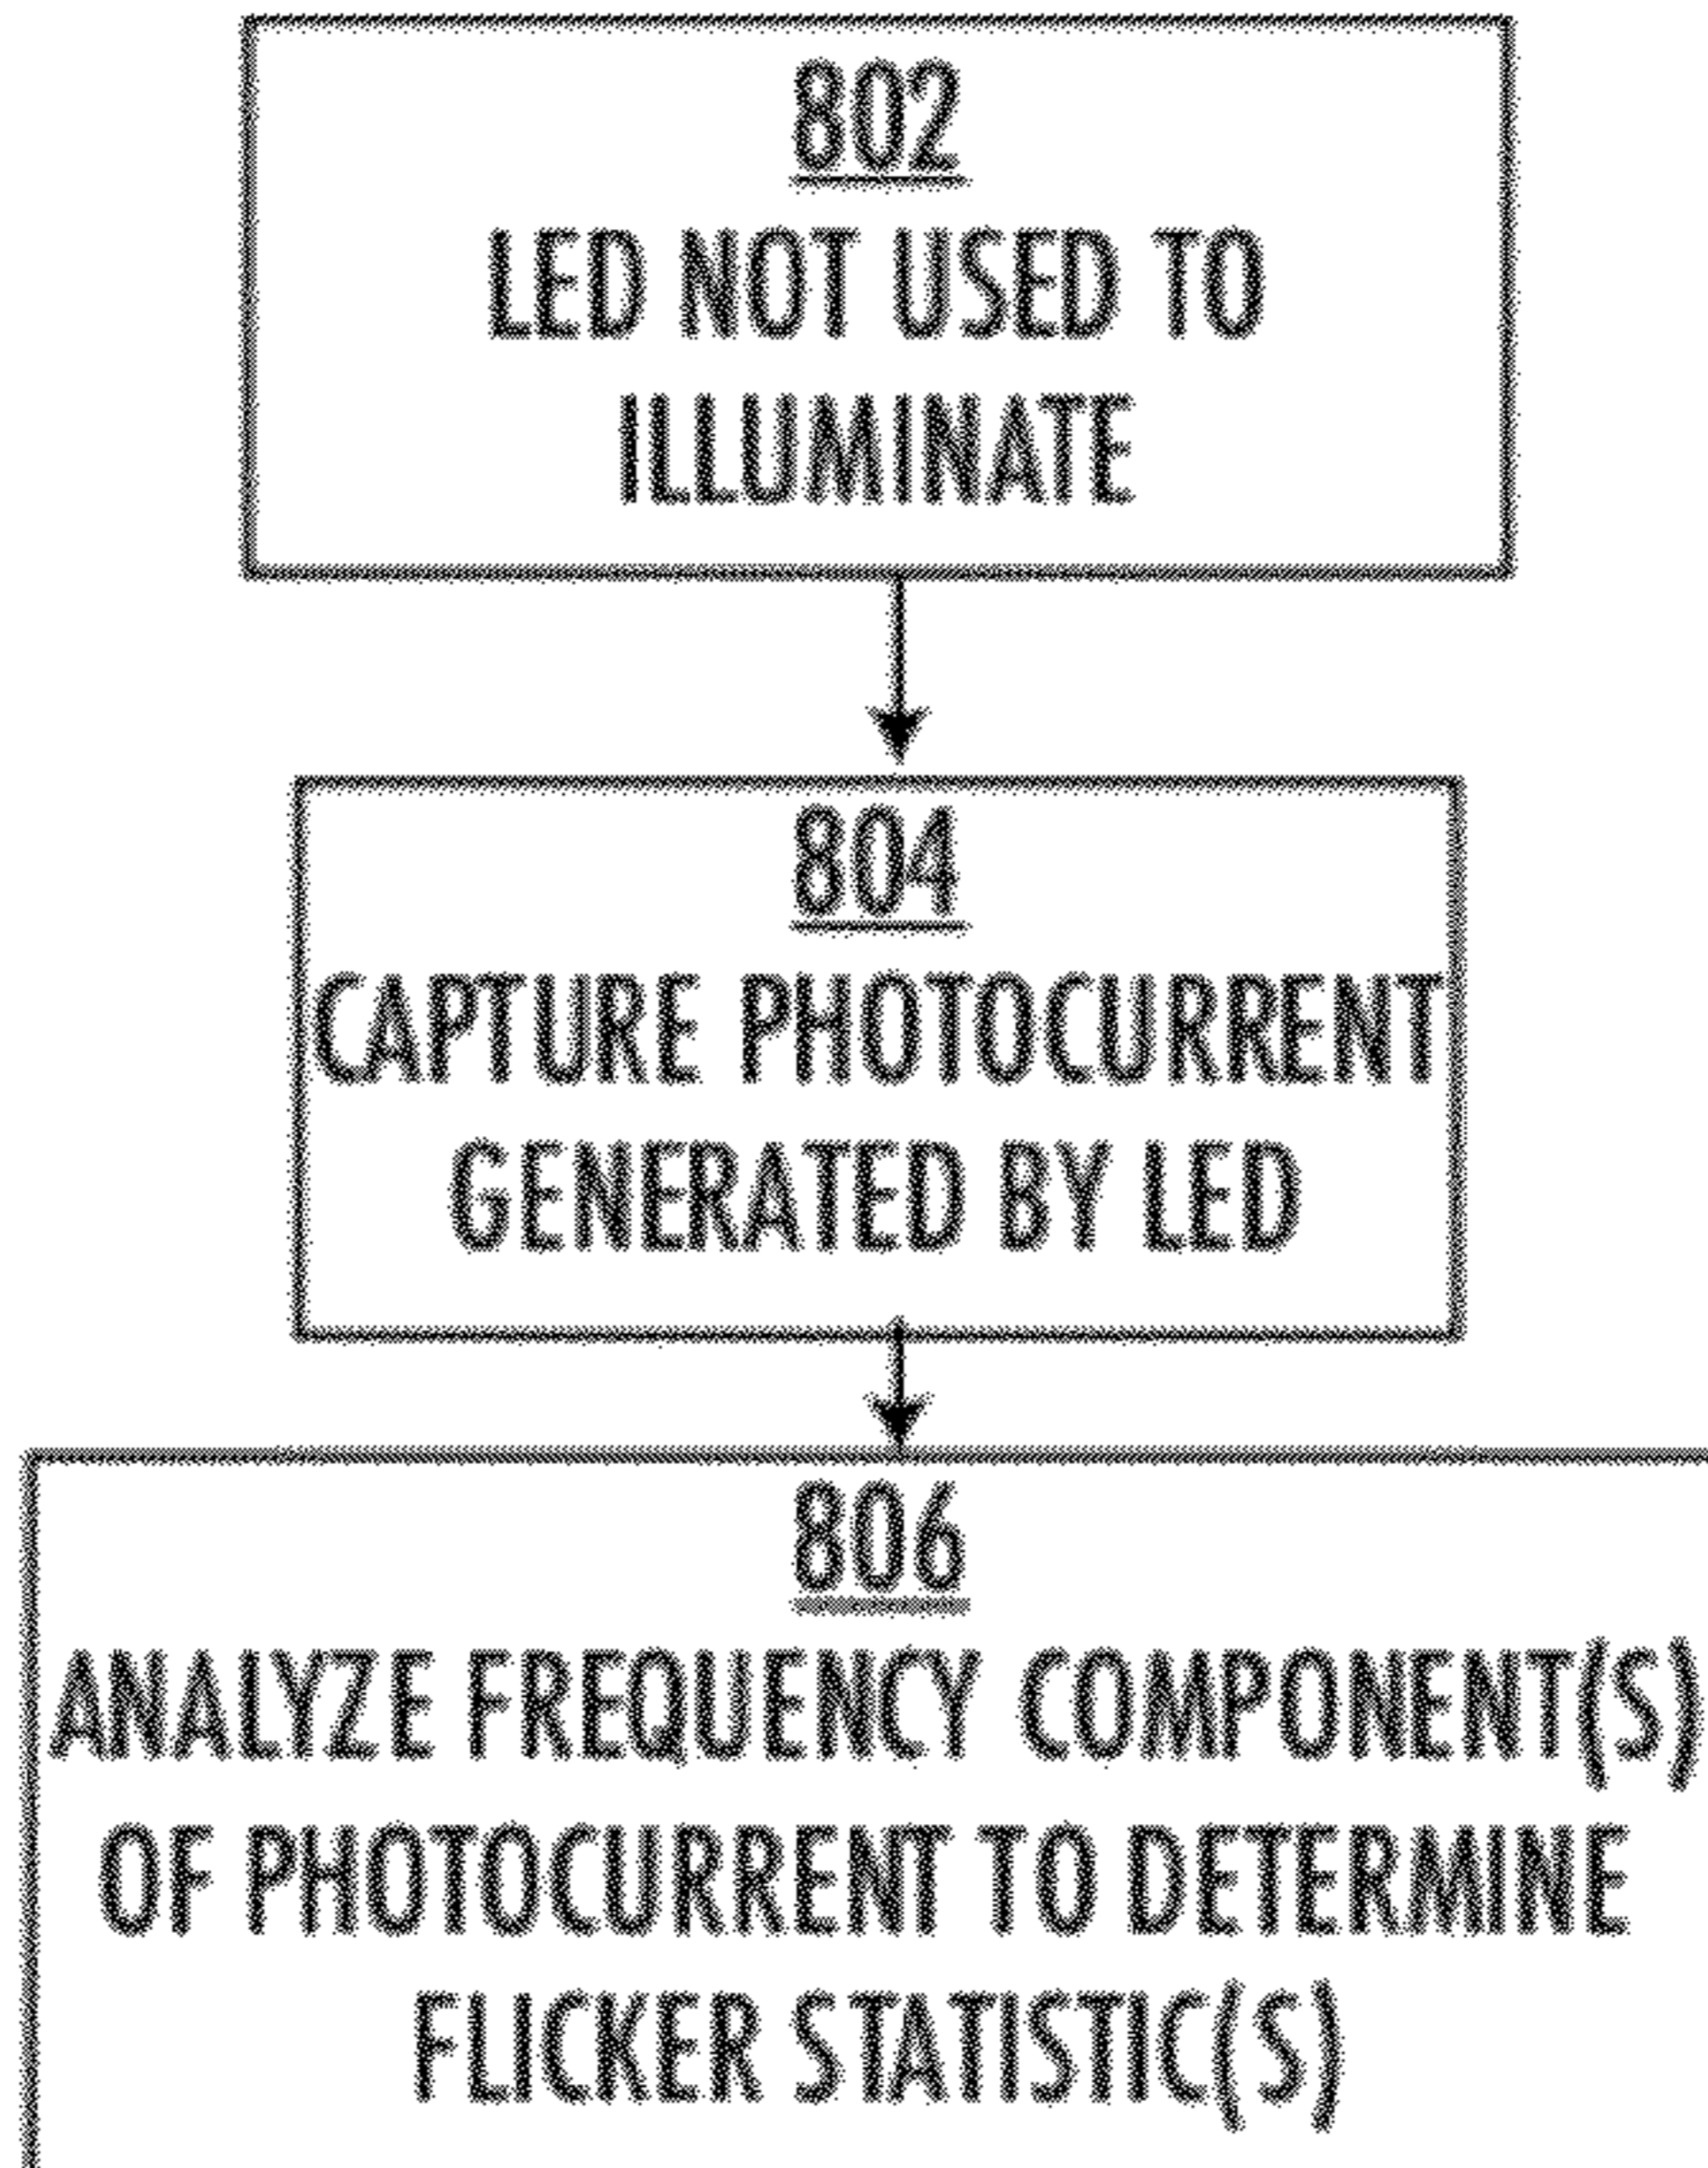 802
LED NOT USED TO
ILLUMINATE
804
CAPTURE PHOTOCURRENT
GENERATED BY LED
806
ANALYZE FREQUENCY COMPONENT(S)
OF PHOTOCURRENT TO DETERMINE
FLICKER STATISTIC(S)